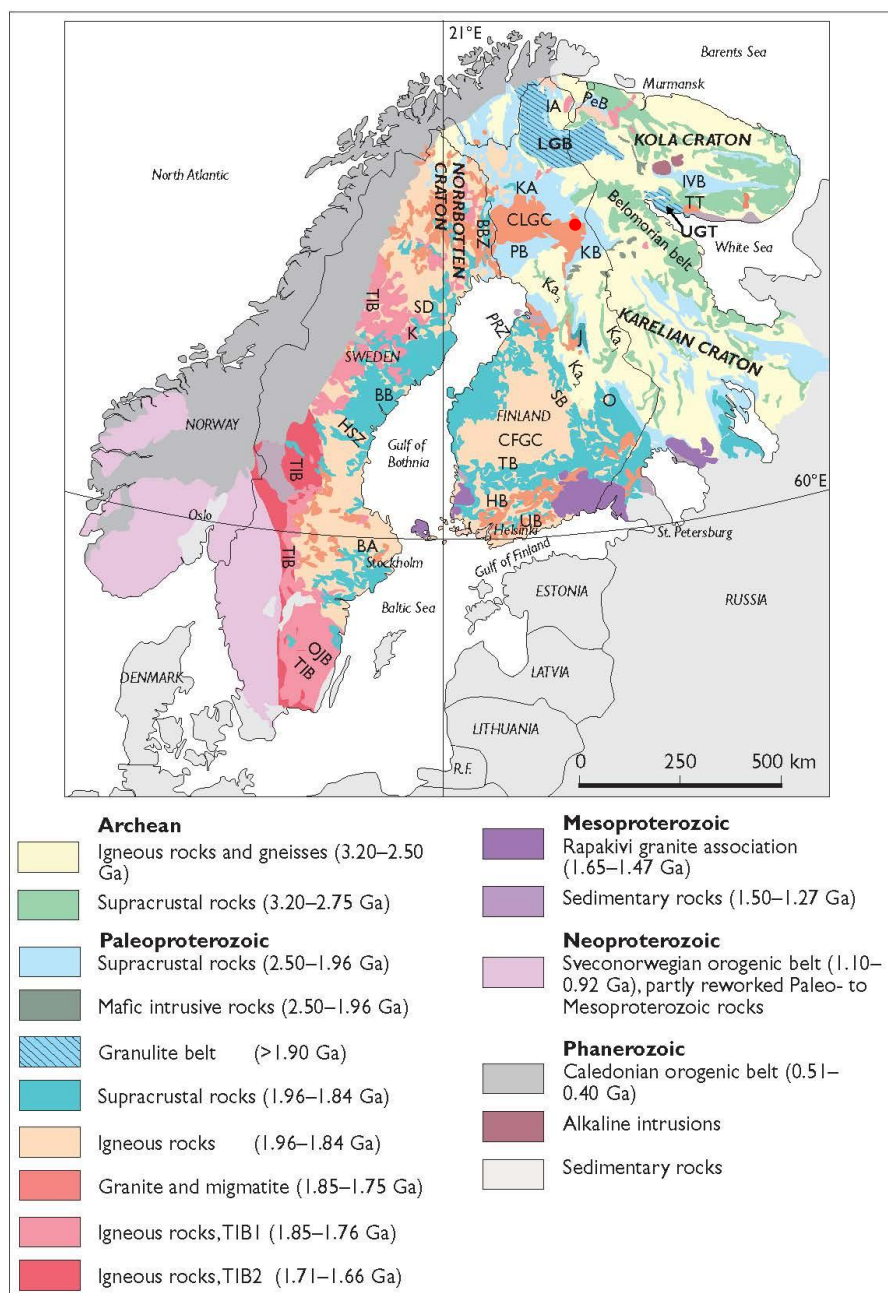 21°E
Barents Sea
Murmansk
IA
PeB
LGB
KOLA CRATON
North Atlantic
NORRBOTTEN
CRATON
KA
IVB
TT
CLGC
BBZ
Belomorian belt
UGT
PB
KB
White Sea
TIB
SD
Ka3
K
PRZ
J
Ka1
KARELIAN CRATON
SWEDEN
Ka2
BB
SB
O
NORWAY
HSZ
FINLAND
CFGC
Gulf of
Bothnia
TIB
TB
60°E
HB
Oslo
UB
Helsinki
St. Petersburg
TIB
BA
Stockholm
Gulf of Finland
ESTONIA
RUSSIA
Baltic Sea
OJB
TIB
DENMARK
LATVIA
LITHUANIA
R.F.
0 250 500 km
Archean
Igneous rocks and gneisses (3.20–2.50
Ga)
Supracrustal rocks (3.20–2.75 Ga)
Paleoproterozoic
Supracrustal rocks (2.50–1.96 Ga)
Mafic intrusive rocks (2.50–1.96 Ga)
Granulite belt (>1.90 Ga)
Supracrustal rocks (1.96–1.84 Ga)
Igneous rocks (1.96–1.84 Ga)
Granite and migmatite (1.85–1.75 Ga)
Igneous rocks, TIB1 (1.85–1.76 Ga)
Igneous rocks, TIB2 (1.71–1.66 Ga)
Mesoproterozoic
Rapakivi granite association
(1.65–1.47 Ga)
Sedimentary rocks (1.50–1.27 Ga)
Neoproterozoic
Sveconorwegian orogenic belt (1.10–
0.92 Ga), partly reworked Paleo- to
Mesoproterozoic rocks
Phanerozoic
Caledonian orogenic belt (0.51–
0.40 Ga)
Alkaline intrusions
Sedimentary rocks